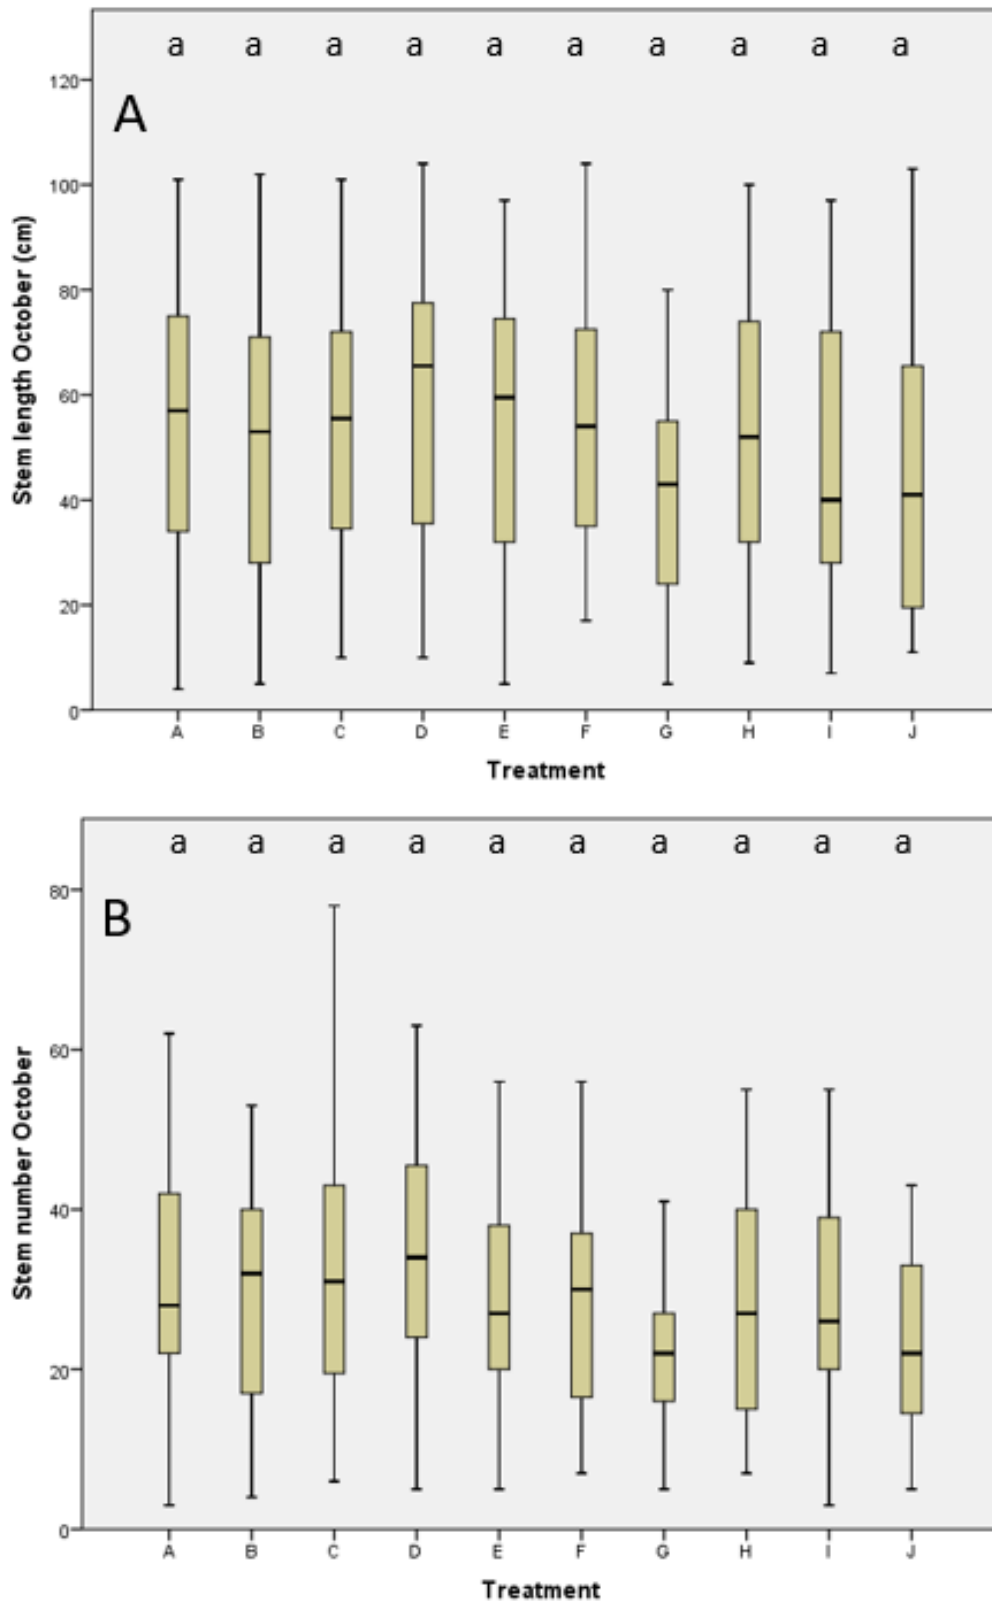 a a a a a a a a a a
120
A
100
80
60
40
20
0
Stem length October (cm)
A B C D E F G H I J
Treatment
a a a a a a a a a a
80
B
60
40
20
0
Stem number October
A B C D E F G H I J
Treatment